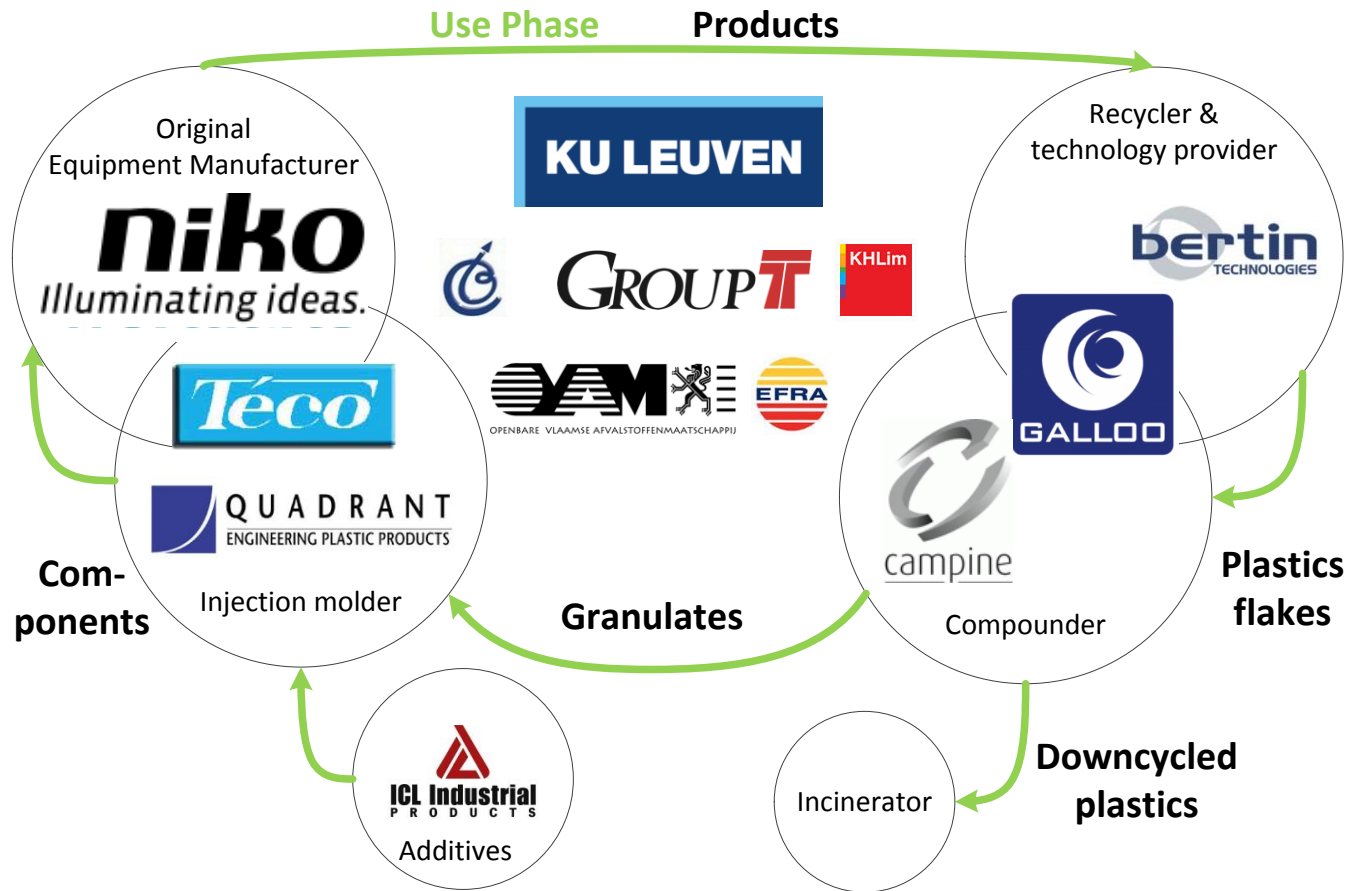 Use Phase Products
Original
Equipment Manufacturer
niko
Illuminating ideas.
Téco
QUADRANT
ENGINEERING PLASTIC PRODUCTS
Injection molder
Com-
ponents
KU LEUVEN
GROUP T
KHLim
OVAM
OPENBARE VLAAMSE AFVALSTOFFENMAATSCHAPPIJ
EFRA
Recycler &
technology provider
bertin
TECHNOLOGIES
GALLOO
campine
Compounder
Plastics
flakes
Granulates
ICL Industrial
PRODUCTS
Additives
Incinerator
Downcycled
plastics